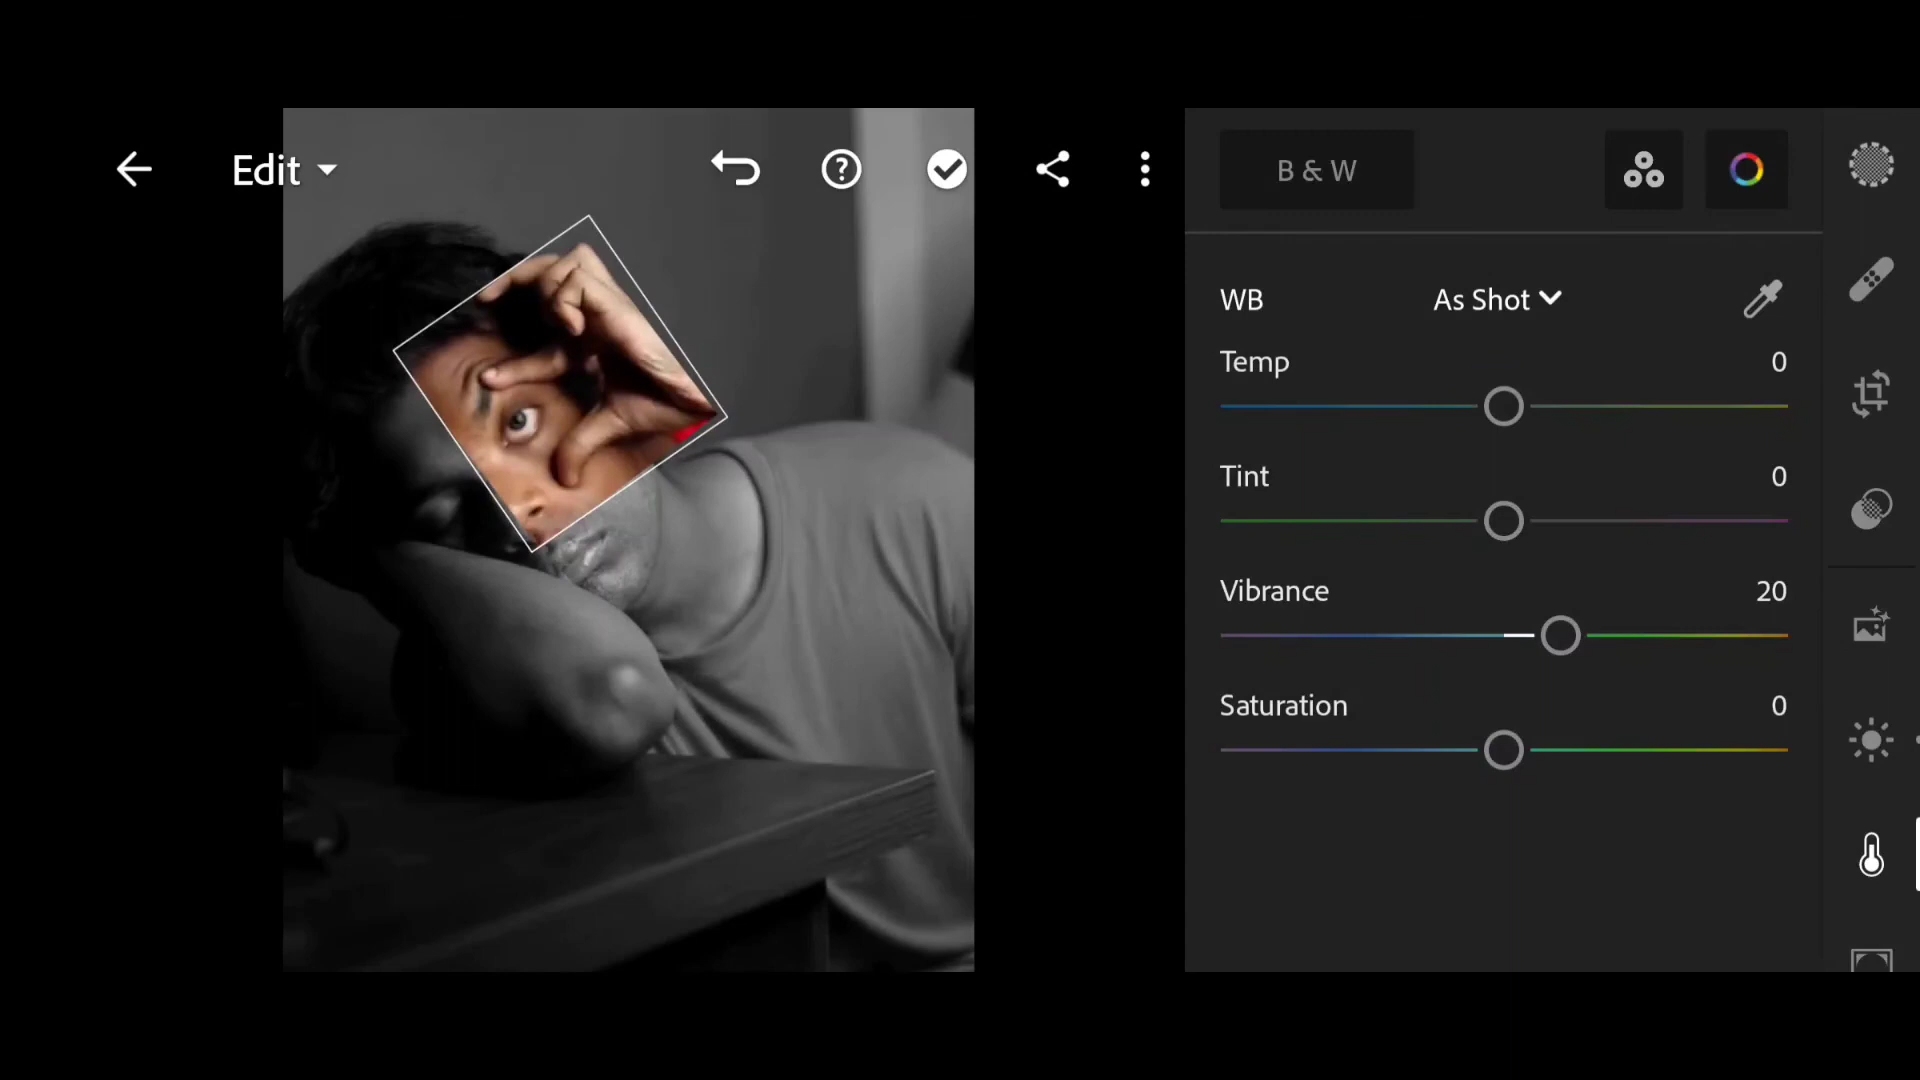 Edit
B & W
WB As Shot
Temp 0
Tint 0
Vibrance 20
Saturation 0